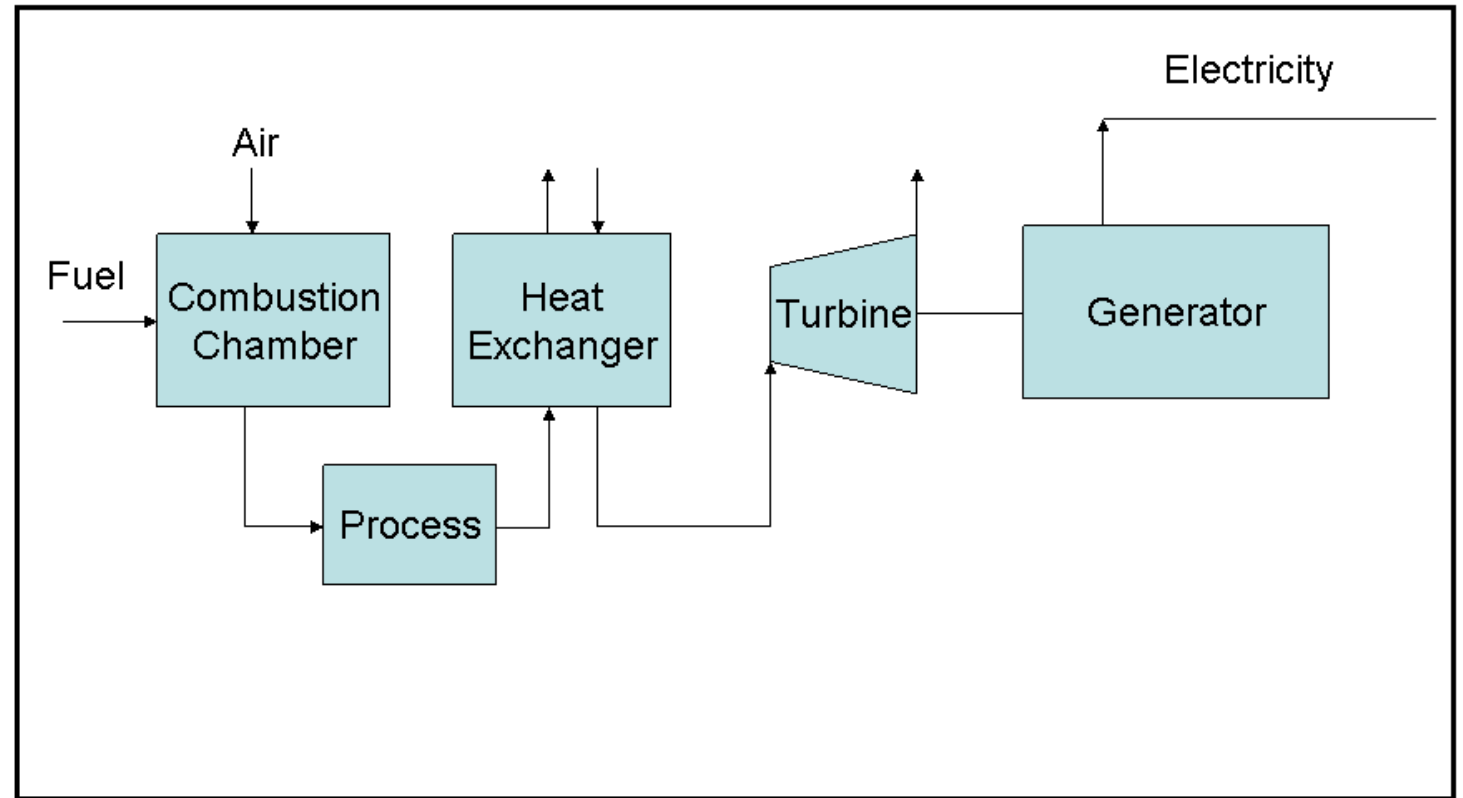 Electricity
Air
Fuel
Combustion
Chamber
Heat
Exchanger
Turbine
Generator
Process